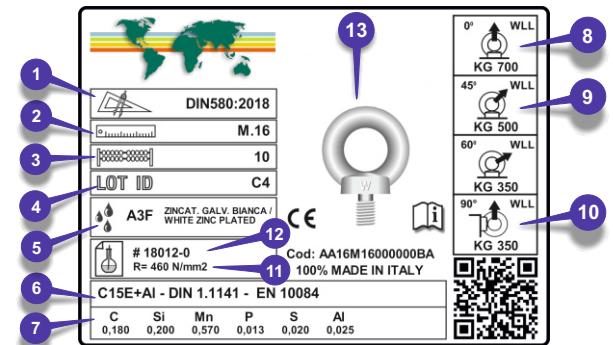 13
1
DIN580:2018
2
M.16
3
10
4
LOT ID
C4
5
A3F
ZINCAT. GALV. BIANCA /
WHITE ZINC PLATED
12
# 18012-0
11
R= 460 N/mm2
6
C15E+Al - DIN 1.1141 - EN 10084
7
C Si Mn P S Al
0,180 0,200 0,570 0,013 0,020 0,025
W
CE
i
Cod: AA16M16000000BA
100% MADE IN ITALY
8
0° WLL
KG 700
9
45° WLL
KG 500
60° WLL
KG 350
10
90° WLL
KG 350